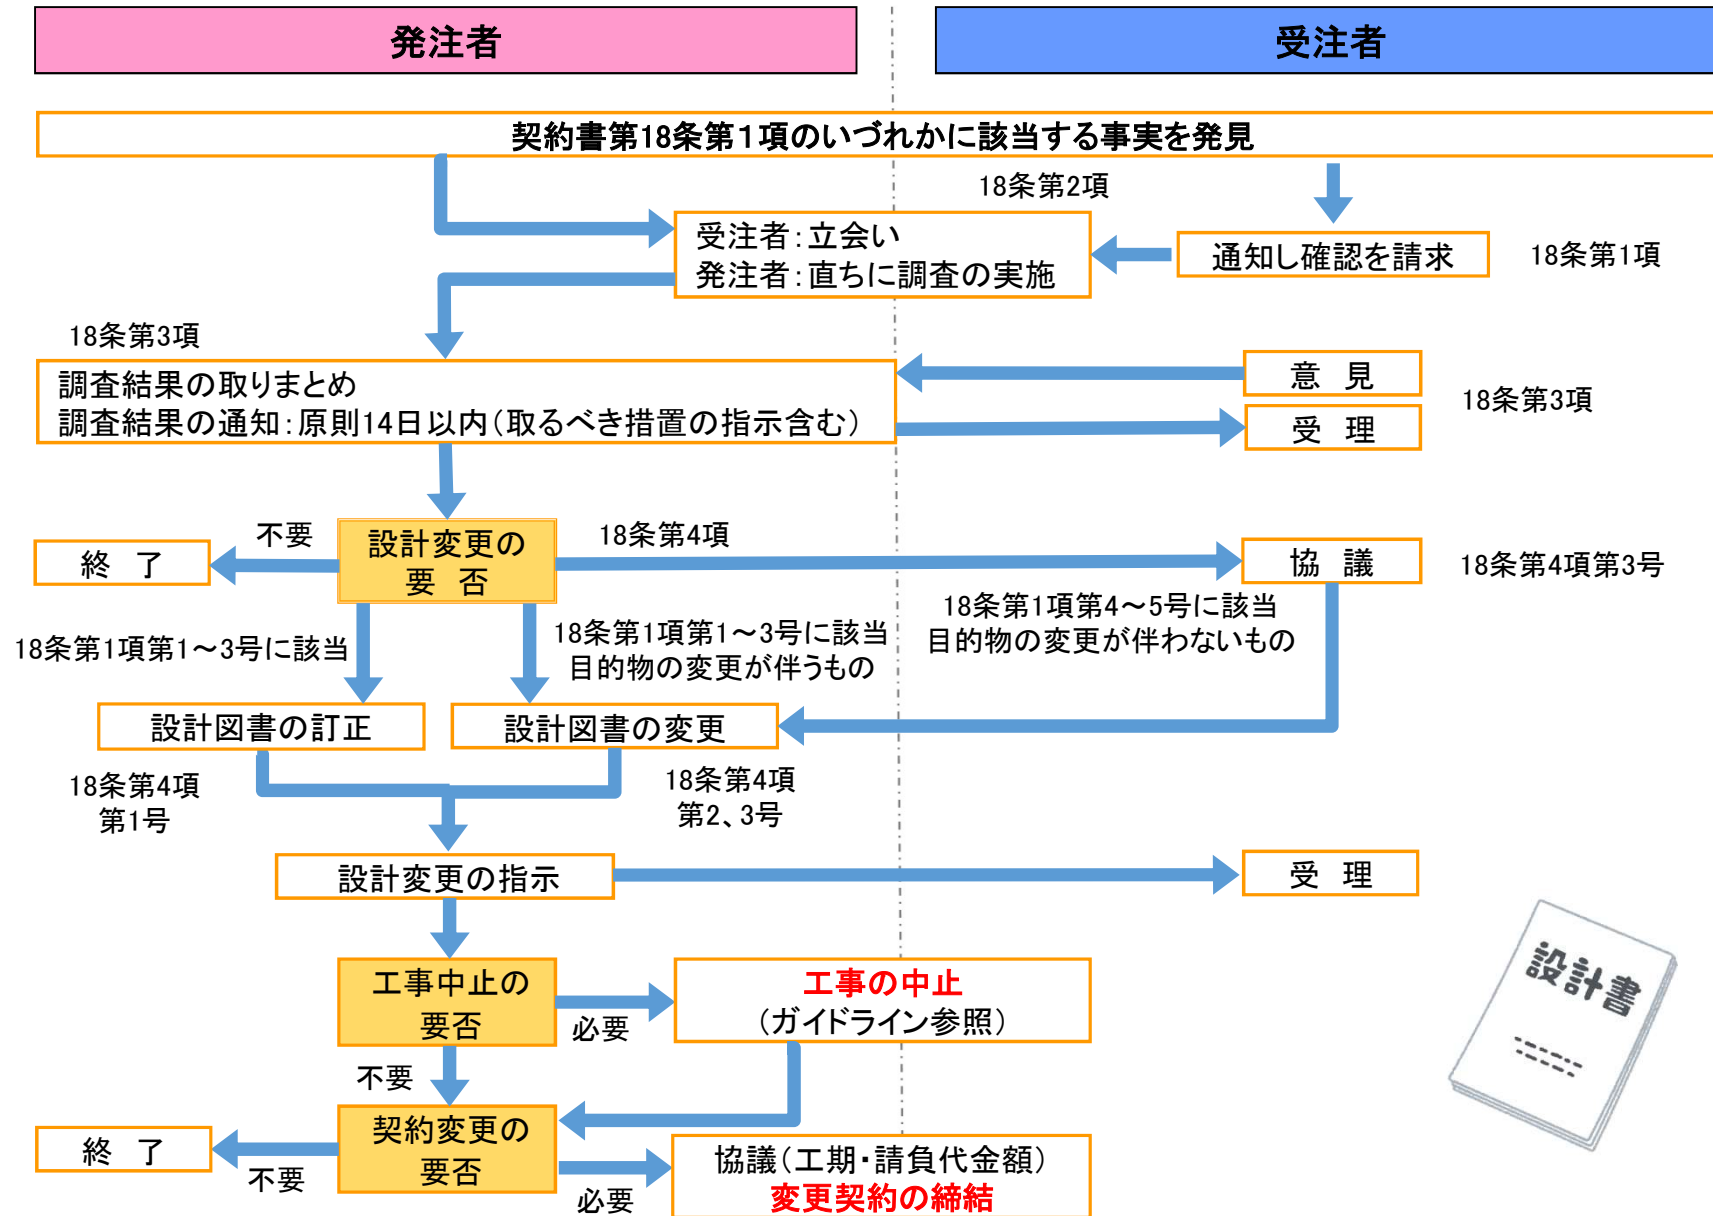 発注者
受注者
契約書第18条第1項のいづれかに該当する事実を発見
18条第2項
受注者：立会い
発注者：直ちに調査の実施
通知し確認を請求
18条第1項
18条第3項
調査結果の取りまとめ
調査結果の通知：原則14日以内（取るべき措置の指示含む）
意 見
受 理
18条第3項
不要
終 了
設計変更の
要 否
18条第4項
協 議
18条第4項第3号
18条第1項第1～3号に該当
18条第1項第1～3号に該当
目的物の変更が伴うもの
18条第1項第4～5号に該当
目的物の変更が伴わないもの
設計図書の訂正
設計図書の変更
18条第4項
第1号
18条第4項
第2、3号
設計変更の指示
受 理
設計書
工事中止の
要否
必要
工事の中止
（ガイドライン参照）
不要
契約変更の
要否
終 了
不要
必要
協議（工期・請負代金額）
変更契約の締結